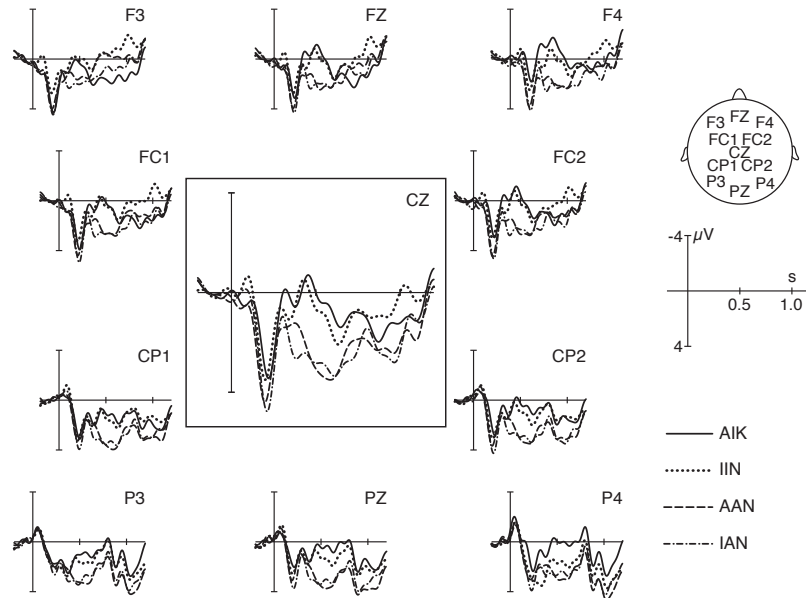 F3
FZ
F4
FC1
FC2
CZ
CP1
CP2
P3
PZ
P4
F3 FZ F4
FC1 FC2
CZ
CP1 CP2
P3 PZ P4
-4 µV
s
0.5 1.0
4
AIK
IIN
AAN
IAN